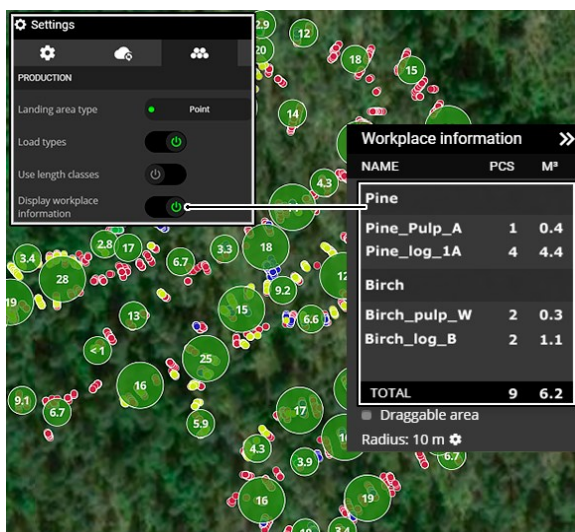 Settings
PRODUCTION
Landing area type
Point
Load types
Use length classes
Display workplace
information
Workplace information
NAME PCS M³
Pine
Pine_Pulp_A 1 0.4
Pine_log_1A 4 4.4
Birch
Birch_pulp_W 2 0.3
Birch_log_B 2 1.1
TOTAL 9 6.2
Draggable area
Radius: 10 m
2.9
12
20
18
15
14
4.3
2.8
17
3.3
18
3.4
6.7
28
9.2
12
19
15
6.6
13
<1
25
16
9.1
6.7
17
5.9
4.3
3.9
6.7
16
19
3.4